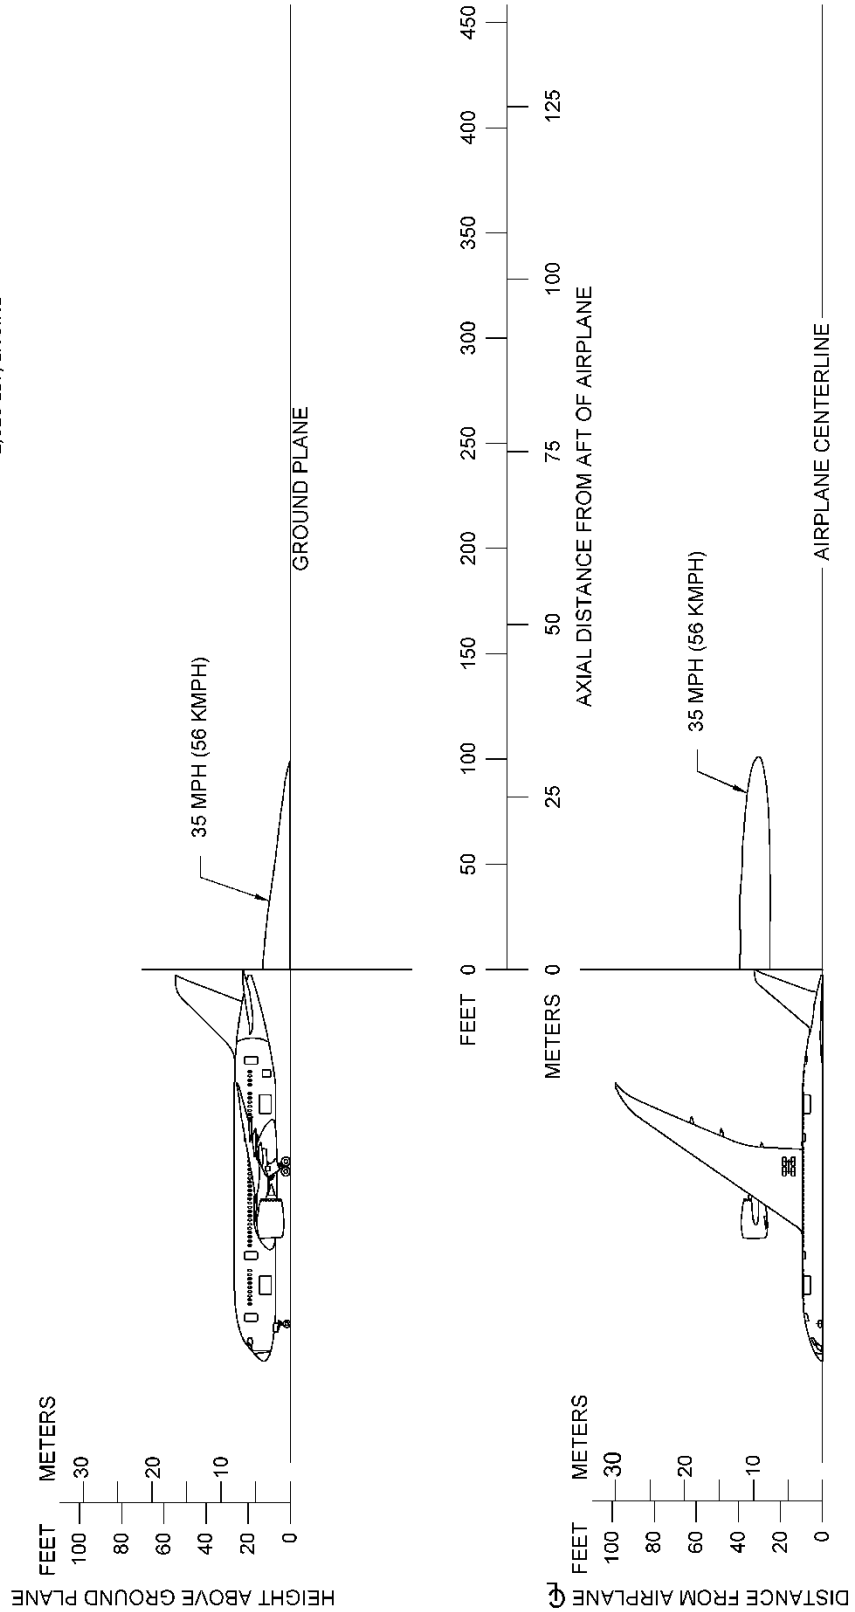 35 MPH (56 KMPH)
GROUND PLANE
HEIGHT ABOVE GROUND PLANE
FEET
METERS
100
80
60
40
20
0
30
20
10
FEET
0 50 100 150 200 250 300 350 400 450
METERS
0 25 50 75 100 125
AXIAL DISTANCE FROM AFT OF AIRPLANE
35 MPH (56 KMPH)
AIRPLANE CENTERLINE
DISTANCE FROM AIRPLANE ℄
FEET
METERS
100
80
60
40
20
0
30
20
10